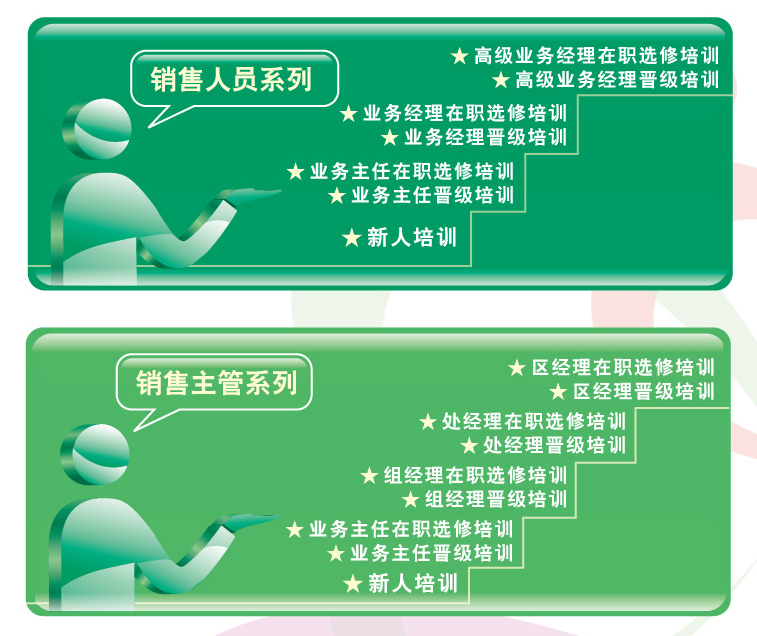 销售人员系列
★高级业务经理在职选修培训
★高级业务经理晋级培训
★业务经理在职选修培训
★业务经理晋级培训
★业务主任在职选修培训
★业务主任晋级培训
★新人培训
销售主管系列
★区经理在职选修培训
★区经理晋级培训
★处经理在职选修培训
★处经理晋级培训
★组经理在职选修培训
★组经理晋级培训
★业务主任在职选修培训
★业务主任晋级培训
★新人培训